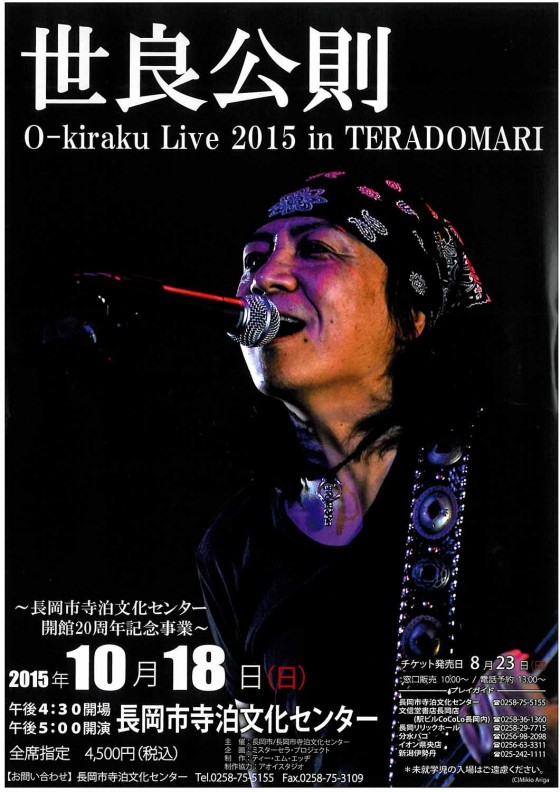 世良公則
O-kiraku Live 2015 in TERADOMARI
～長岡市寺泊文化センター
開館20周年記念事業～
2015年10月18日(日)
午後4:30開場
午後5:00開演
長岡市寺泊文化センター
全席指定 4,500円(税込)
主 催：長岡市/長岡市寺泊文化センター
企 画：ミスターセラ・プロジェクト
制 作：ティー・エム・エッチ
制作協力：アオイスタジオ
【お問い合わせ】長岡市寺泊文化センター Tel.0258-75-5155 Fax.0258-75-3109
チケット発売日 8月23日(日)
窓口販売 10:00～ / 電話予約 13:00～
プレイガイド
長岡市寺泊文化センター ☎0258-75-5155
文信堂書店長岡店
(駅ビルCoCoLo長岡内) ☎0258-36-1360
長岡リリックホール ☎0258-29-7715
分水パコ ☎0256-98-2098
イオン県央店 ☎0256-63-3311
新潟伊勢丹 ☎025-242-1111
＊未就学児の入場はご遠慮ください。
(C)Mikio Ariga